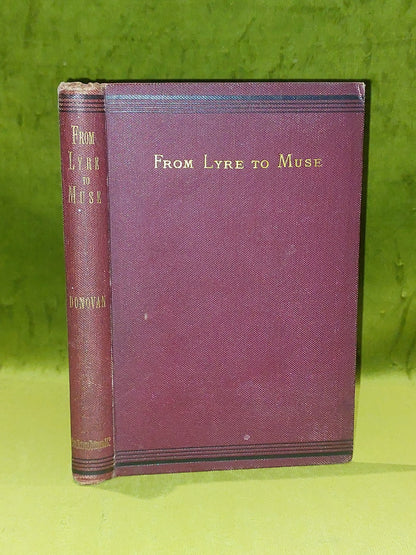 FROM
LYRE
TO
MUSE
DONOVAN
FROM LYRE TO MUSE